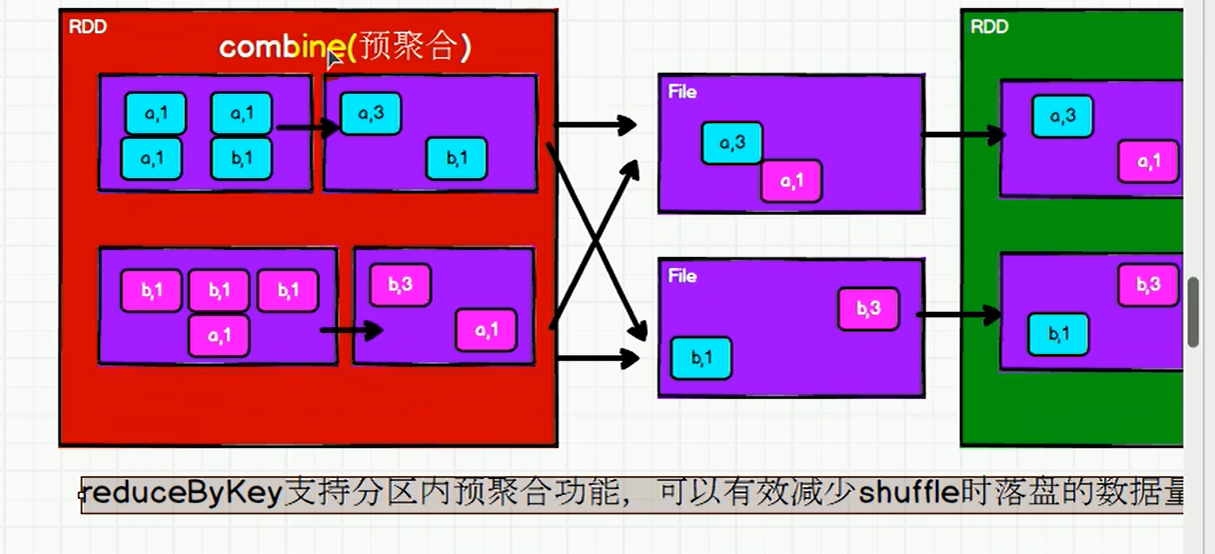 RDD
combine(预聚合)
a,1
a,1
a,1
b,1
a,3
b,1
b,1
b,1
b,1
a,1
b,3
a,1
File
a,3
a,1
File
b,3
b,1
RDD
a,3
a,1
b,3
b,1
reduceByKey支持分区内预聚合功能，可以有效减少shuffle时落盘的数据量